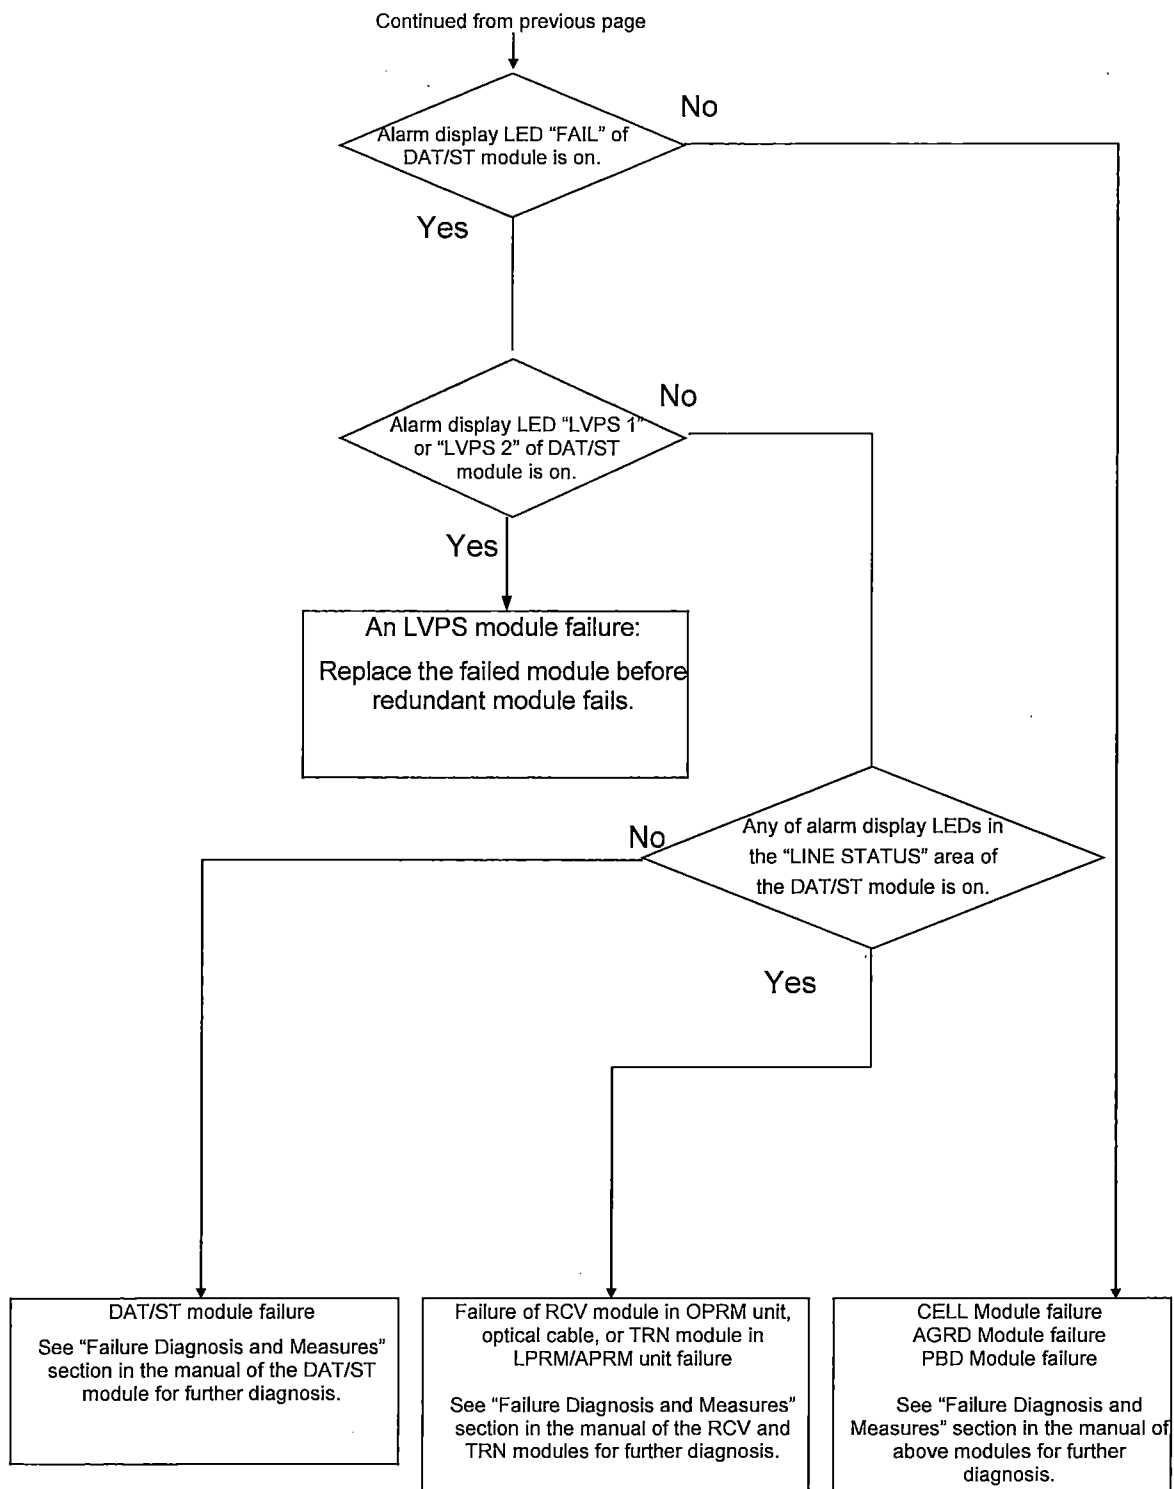 Continued from previous page
No
Alarm display LED “FAIL” of
DAT/ST module is on.
Yes
No
Alarm display LED “LVPS 1”
or “LVPS 2” of DAT/ST
module is on.
Yes
An LVPS module failure:
Replace the failed module before
redundant module fails.
No
Any of alarm display LEDs in
the “LINE STATUS” area of
the DAT/ST module is on.
Yes
DAT/ST module failure
See “Failure Diagnosis and Measures”
section in the manual of the DAT/ST
module for further diagnosis.
Failure of RCV module in OPRM unit,
optical cable, or TRN module in
LPRM/APRM unit failure
See “Failure Diagnosis and Measures”
section in the manual of the RCV and
TRN modules for further diagnosis.
CELL Module failure
AGRD Module failure
PBD Module failure
See “Failure Diagnosis and
Measures” section in the manual of
above modules for further
diagnosis.